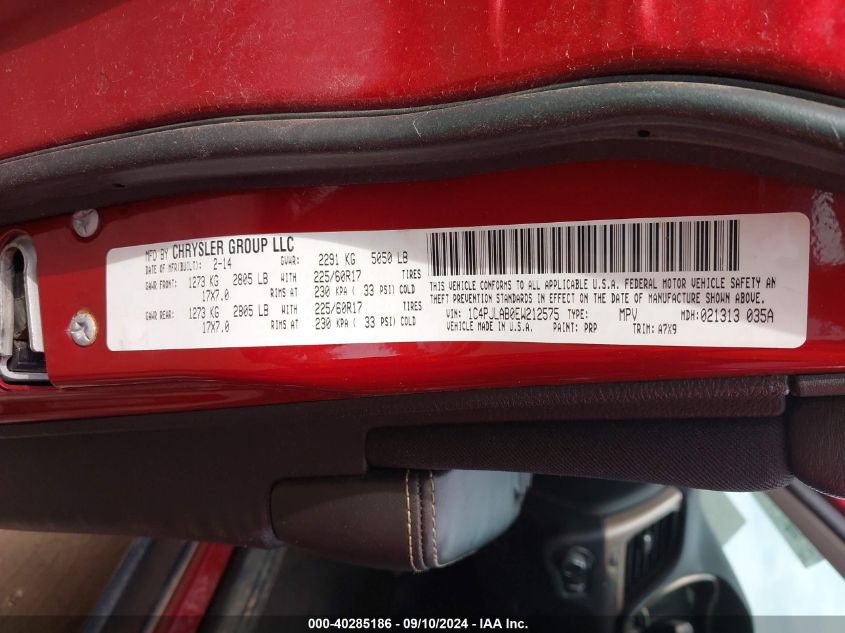 MFD BY CHRYSLER GROUP LLC
DATE OF MFR(BUILT): 2-14 GVWR: 2291 KG 5050 LB
GAWR FRONT: 1273 KG 2805 LB WITH 225/60R17 TIRES
17X7.0 RIMS AT 230 KPA ( 33 PSI) COLD
GAWR REAR: 1273 KG 2805 LB WITH 225/60R17 TIRES
17X7.0 RIMS AT 230 KPA ( 33 PSI) COLD
THIS VEHICLE CONFORMS TO ALL APPLICABLE U.S.A. FEDERAL MOTOR VEHICLE SAFETY AN
THEFT PREVENTION STANDARDS IN EFFECT ON THE DATE OF MANUFACTURE SHOWN ABOVE.
VIN: 1C4PJLAB0EW212575 TYPE: MPV MDH: 021313 035A
VEHICLE MADE IN U.S.A. PAINT: PRP TRIM: A7X9
000-40285186 - 09/10/2024 - IAAI.com